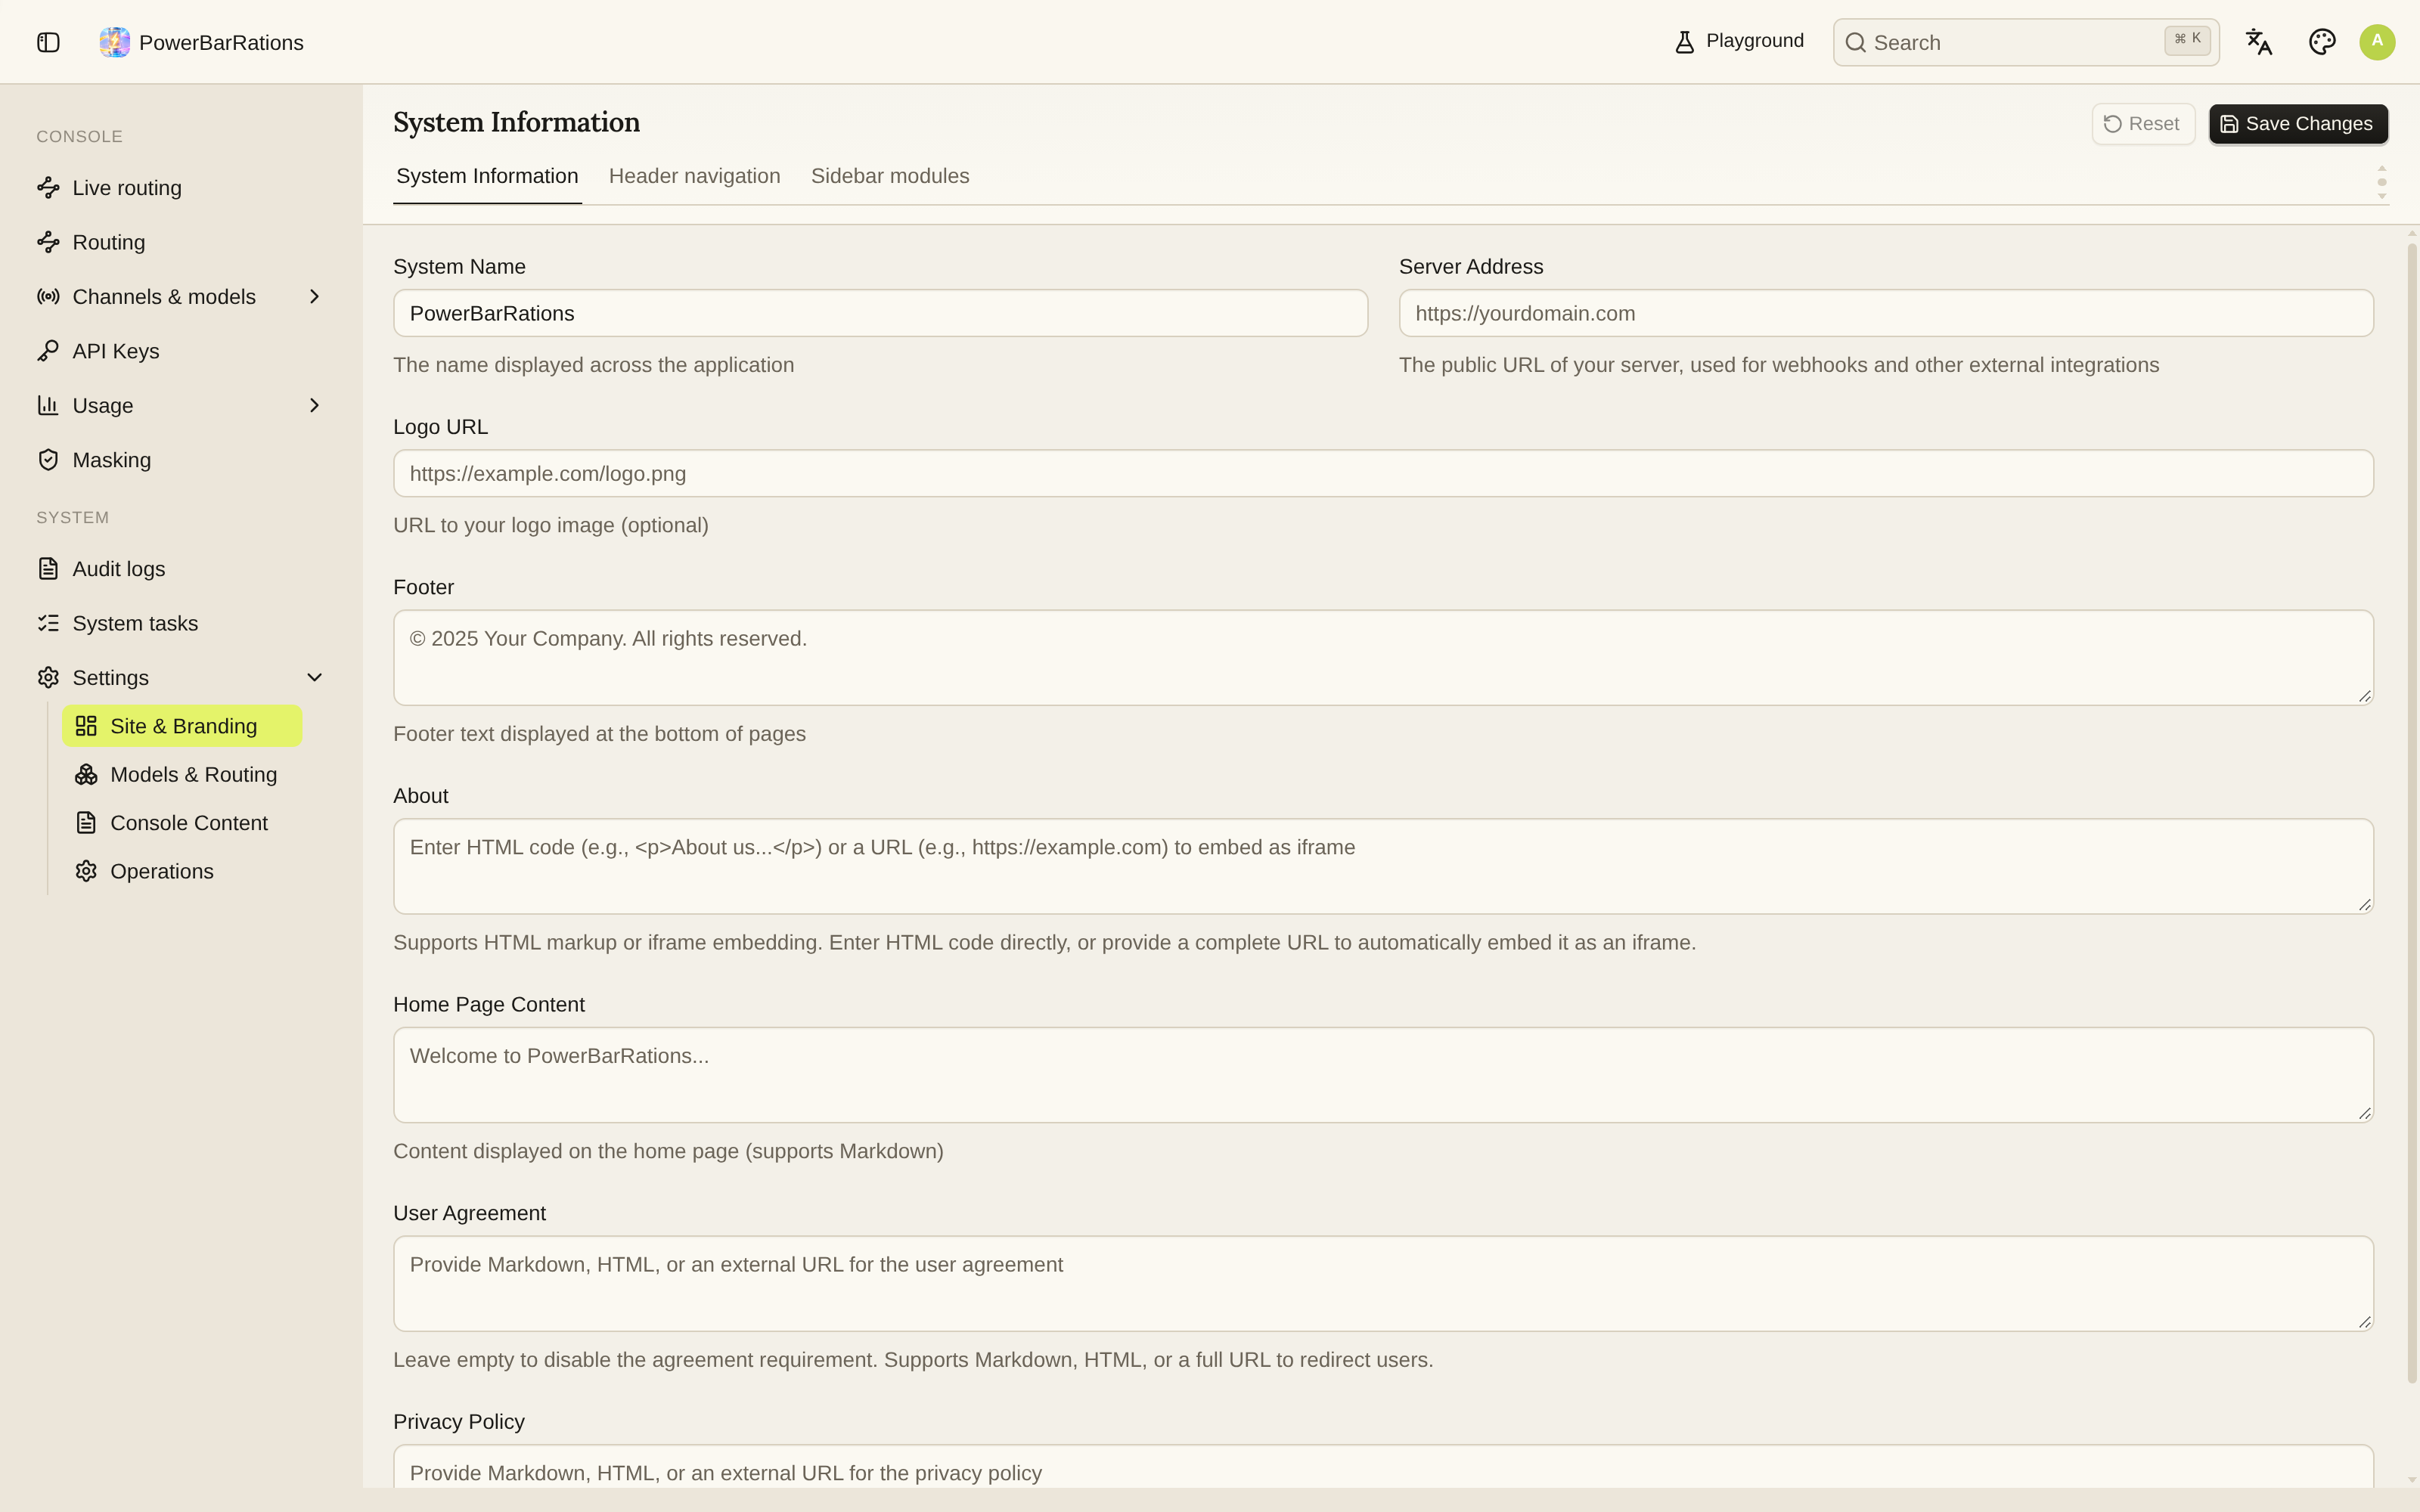 PowerBarRations
Playground
Search
⌘ K
A
CONSOLE
Live routing
Routing
Channels & models
API Keys
Usage
Masking
SYSTEM
Audit logs
System tasks
Settings
Site & Branding
Models & Routing
Console Content
Operations
System Information
Reset
Save Changes
System Information
Header navigation
Sidebar modules
System Name
PowerBarRations
The name displayed across the application
Server Address
https://yourdomain.com
The public URL of your server, used for webhooks and other external integrations
Logo URL
https://example.com/logo.png
URL to your logo image (optional)
Footer
© 2025 Your Company. All rights reserved.
Footer text displayed at the bottom of pages
About
Enter HTML code (e.g., <p>About us...</p>) or a URL (e.g., https://example.com) to embed as iframe
Supports HTML markup or iframe embedding. Enter HTML code directly, or provide a complete URL to automatically embed it as an iframe.
Home Page Content
Welcome to PowerBarRations...
Content displayed on the home page (supports Markdown)
User Agreement
Provide Markdown, HTML, or an external URL for the user agreement
Leave empty to disable the agreement requirement. Supports Markdown, HTML, or a full URL to redirect users.
Privacy Policy
Provide Markdown, HTML, or an external URL for the privacy policy